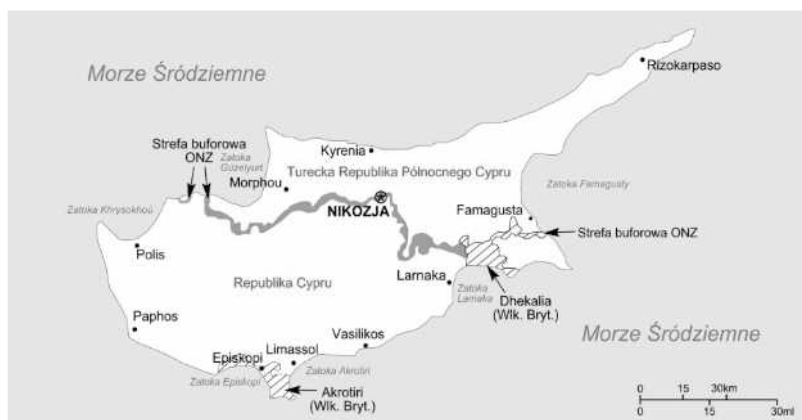 Morze Śródziemne
Rizokarpaso
Strefa buforowa
ONZ
Zatoka
Güzelyurt
Kyrenia
Turecka Republika Północnego Cypru
Morphou
Zatoka Famagusty
Zatoka Khrysokhoú
NIKOZJA
Famagusta
Strefa buforowa ONZ
Polis
Republika Cypru
Larnaka
Zatoka
Larnaka
Dhekalia
(Wlk. Bryt.)
Paphos
Vasilikos
Morze Śródziemne
Episkopi
Limassol
Zatoka Akrotiri
Zatoka Episkopi
Akrotiri
(Wlk. Bryt.)
0 15 30km
0 15 30mil